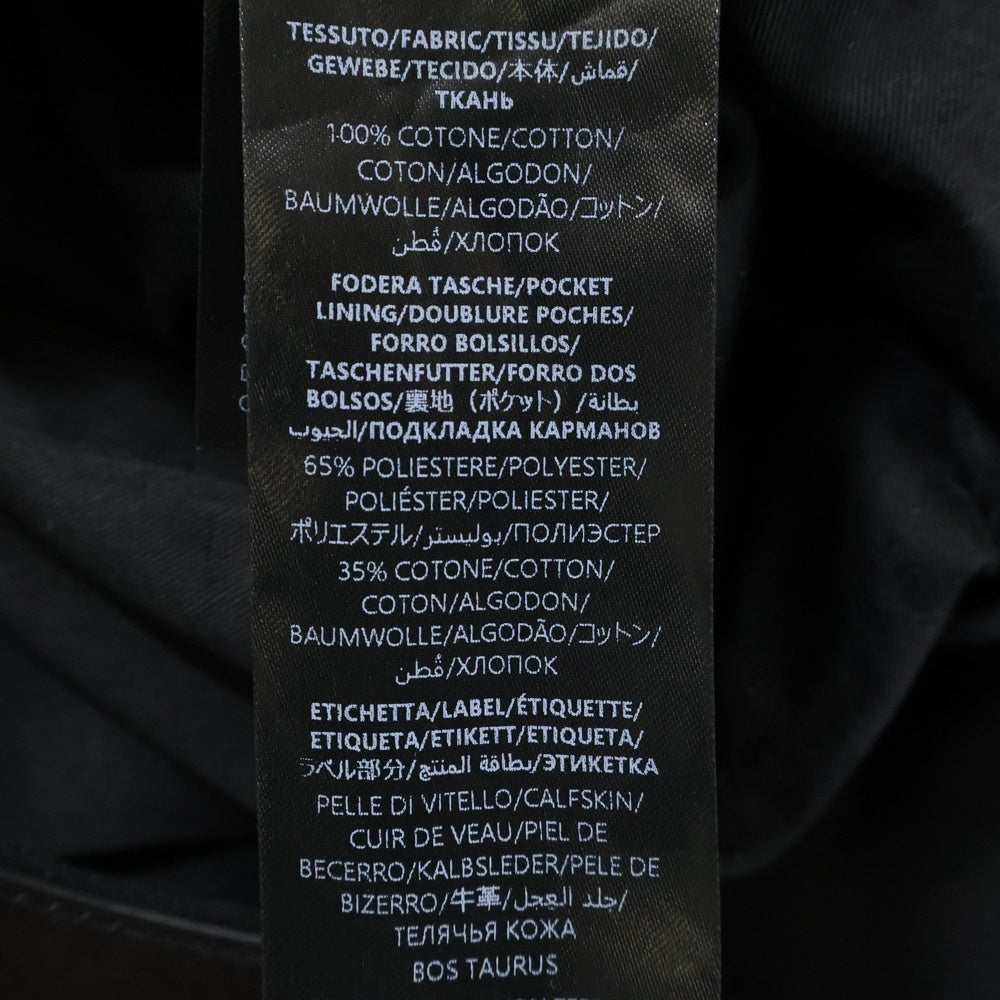 TESSUTO/FABRIC/TISSU/TEJIDO/
GEWEBE/TECIDO/本体/قماش/
ТКАНЬ
100% COTONE/COTTON/
COTON/ALGODON/
BAUMWOLLE/ALGODÃO/コットン/
قُطن/ХЛОПОК
FODERA TASCHE/POCKET
LINING/DOUBLURE POCHES/
FORRO BOLSILLOS/
TASCHENFUTTER/FORRO DOS
BOLSOS/裏地（ポケット）/بطانة
الجيوب/ПОДКЛАДКА КАРМАНОВ
65% POLIESTERE/POLYESTER/
POLIÉSTER/POLIESTER/
ポリエステル/بوليستر/ПОЛИЭСТЕР
35% COTONE/COTTON/
COTON/ALGODON/
BAUMWOLLE/ALGODÃO/コットン/
قُطن/ХЛОПОК
ETICHETTA/LABEL/ÉTIQUETTE/
ETIQUETA/ETIKETT/ETIQUETA/
ラベル部分/بطاقة المنتج/ЭТИКЕТКА
PELLE DI VITELLO/CALFSKIN/
CUIR DE VEAU/PIEL DE
BECERRO/KALBSLEDER/PELE DE
BIZERRO/牛革/جلد العجل/
ТЕЛЯЧЬЯ КОЖА
BOS TAURUS